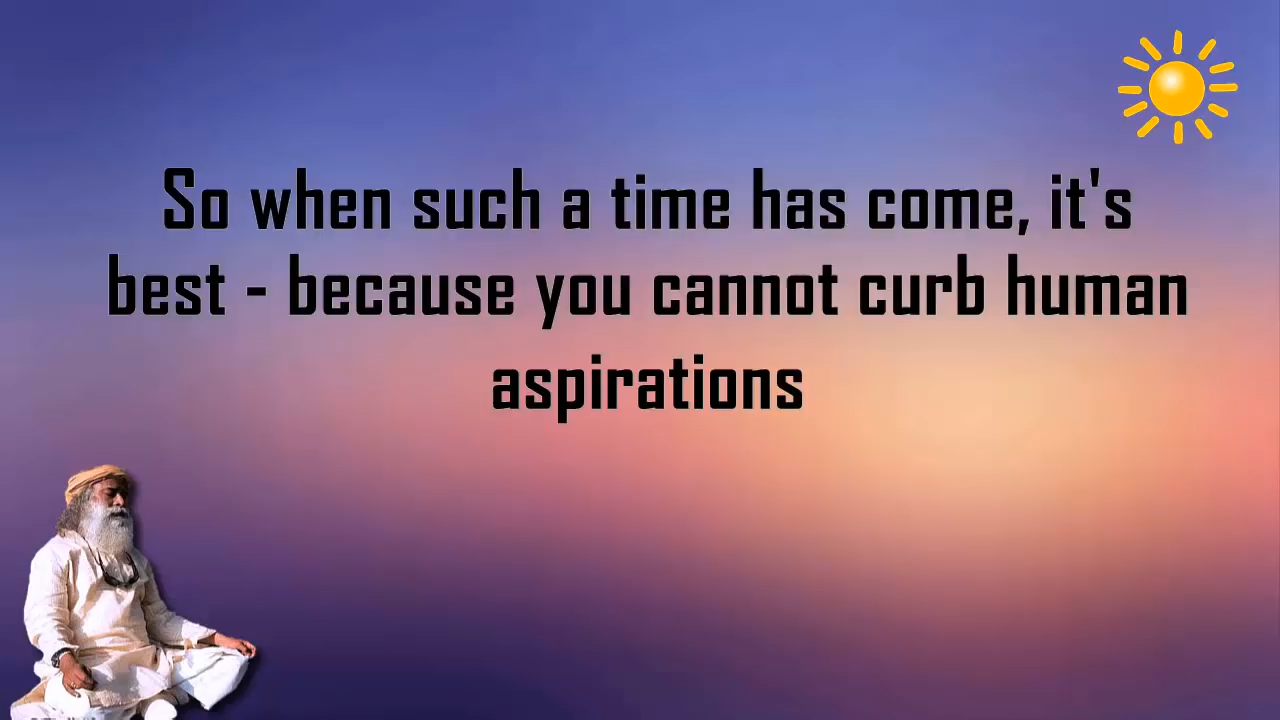 So when such a time has come, it's
best - because you cannot curb human
aspirations